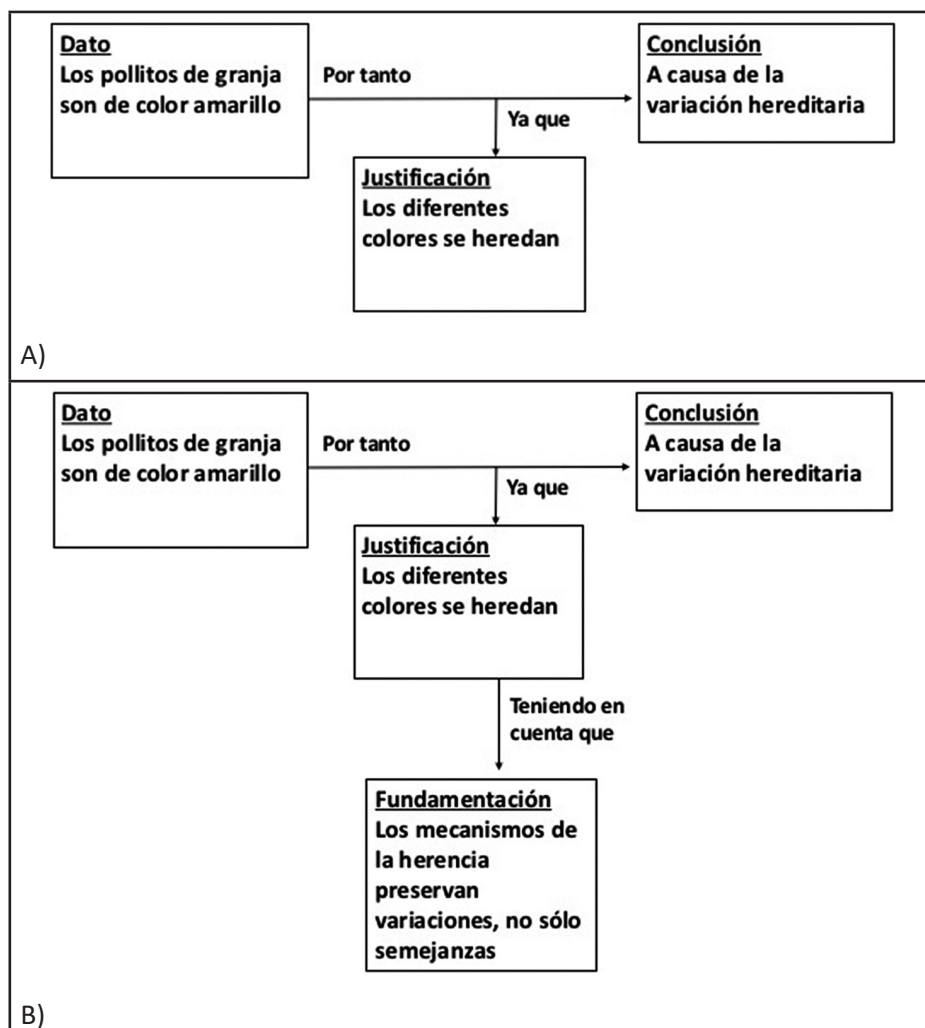 Dato
Los pollitos de granja
son de color amarillo
Por tanto
Conclusión
A causa de la
variación hereditaria
Ya que
Justificación
Los diferentes
colores se heredan
A)
Dato
Los pollitos de granja
son de color amarillo
Por tanto
Conclusión
A causa de la
variación hereditaria
Ya que
Justificación
Los diferentes
colores se heredan
Teniendo en
cuenta que
Fundamentación
Los mecanismos de
la herencia
preservan
variaciones, no sólo
semejanzas
B)